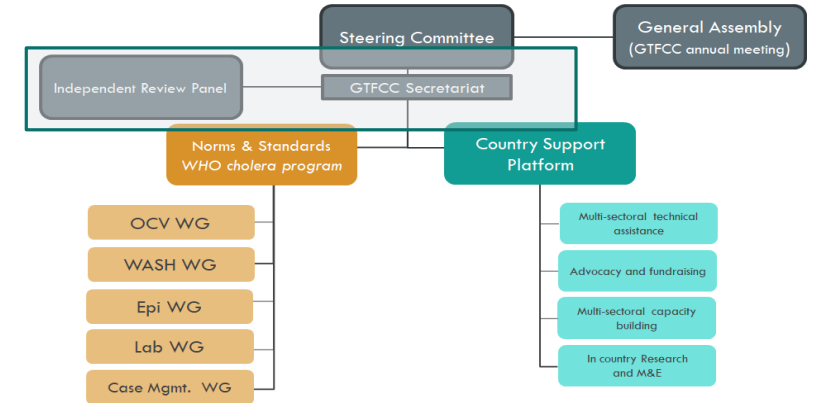 Steering Committee
General Assembly
(GTFCC annual meeting)
Independent Review Panel
GTFCC Secretariat
Norms & Standards
WHO cholera program
Country Support
Platform
OCV WG
WASH WG
Epi WG
Lab WG
Case Mgmt. WG
Multi-sectoral technical
assistance
Advocacy and fundraising
Multi-sectoral capacity
building
In country Research
and M&E